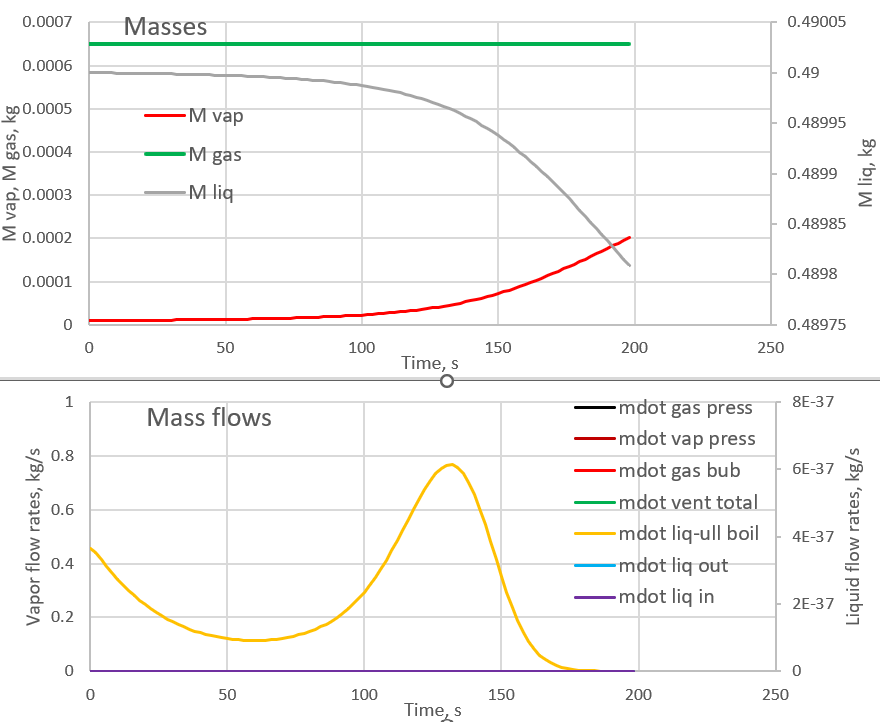 Masses
0.0007
0.0006
0.0005
0.0004
0.0003
0.0002
0.0001
0
M vap, M gas, kg
M vap
M gas
M liq
0.49005
0.49
0.48995
0.4899
0.48985
0.4898
0.48975
M liq, kg
0 50 100 150 200 250
Time, s
Mass flows
1
0.8
0.6
0.4
0.2
0
Vapor flow rates, kg/s
mdot gas press
mdot vap press
mdot gas bub
mdot vent total
mdot liq-ull boil
mdot liq out
mdot liq in
8E-37
6E-37
4E-37
2E-37
0
Liquid flow rates, kg/s
0 50 100 150 200 250
Time, s